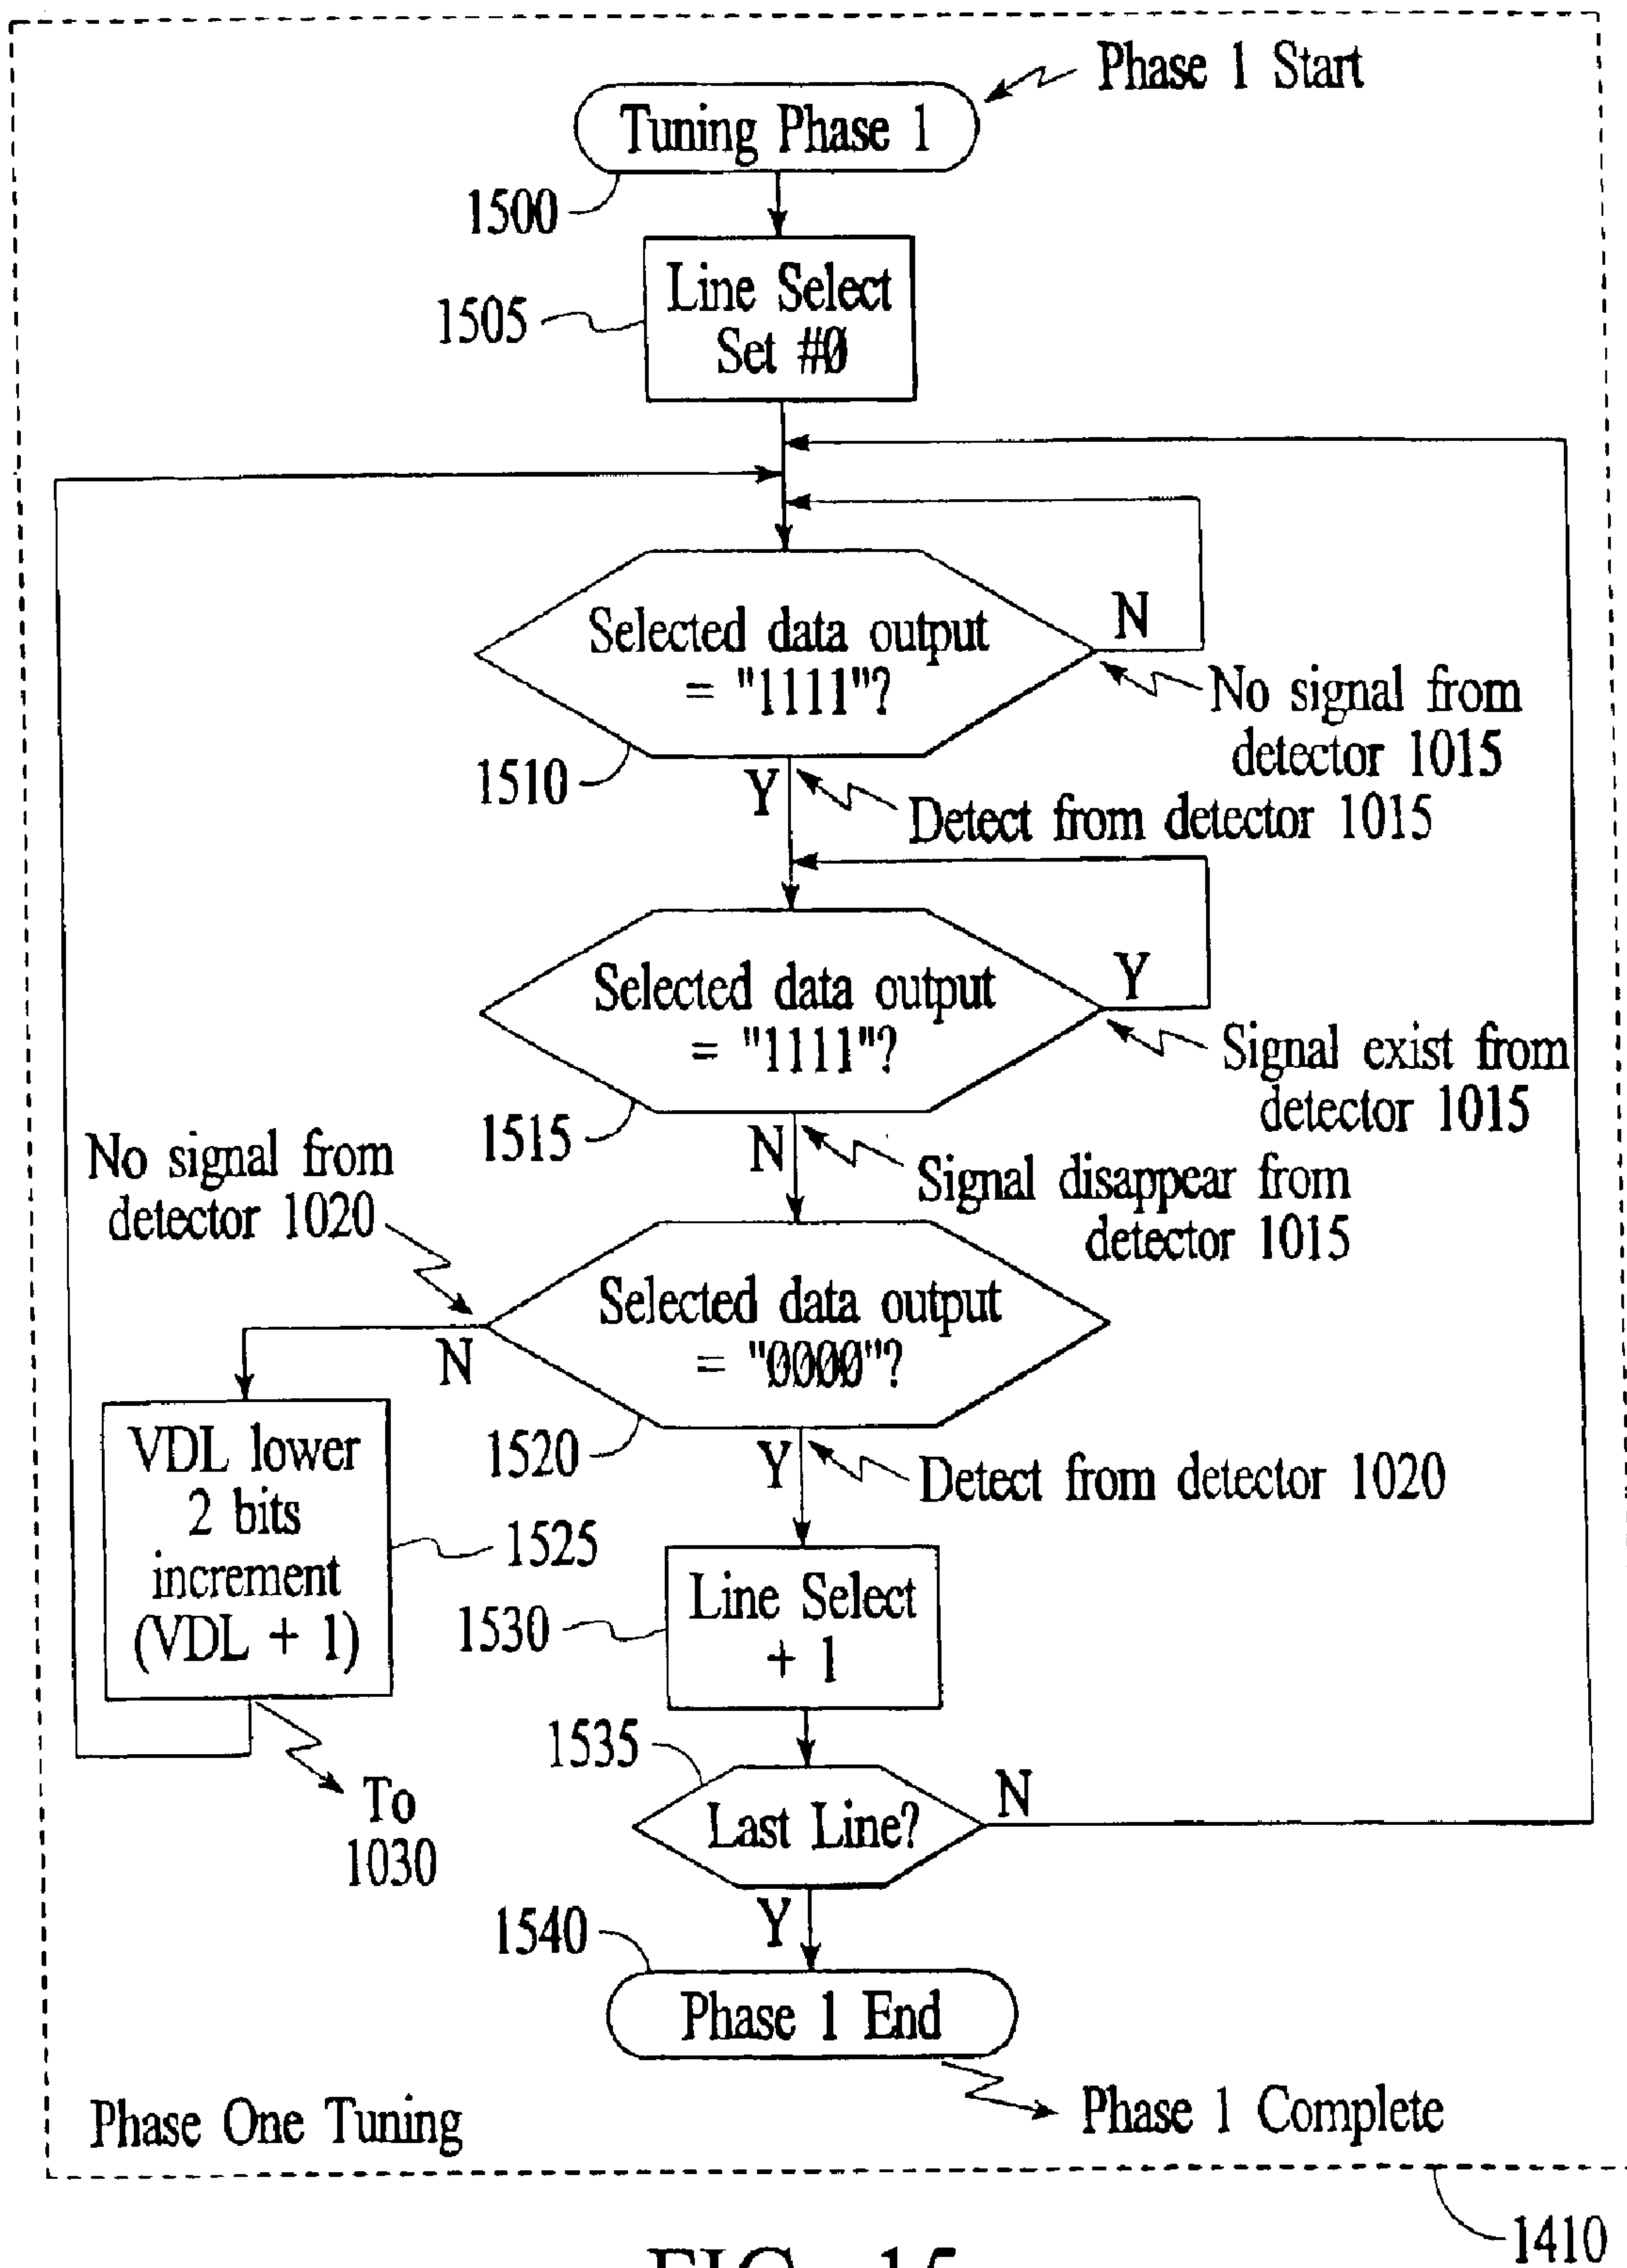 Phase 1 Start
Tuning Phase 1
1500
Line Select
Set #0
1505
Selected data output
= "1111"?
N
No signal from
detector 1015
1510
Y
Detect from detector 1015
Selected data output
= "1111"?
Y
Signal exist from
detector 1015
1515
N
Signal disappear from
detector 1015
No signal from
detector 1020
Selected data output
= "0000"?
N
1520
Y
Detect from detector 1020
VDL lower
2 bits
increment
(VDL + 1)
1525
To
1030
Line Select
+ 1
1530
1535
Last Line?
N
Y
1540
Phase 1 End
Phase 1 Complete
Phase One Tuning
1410
FIG. 15